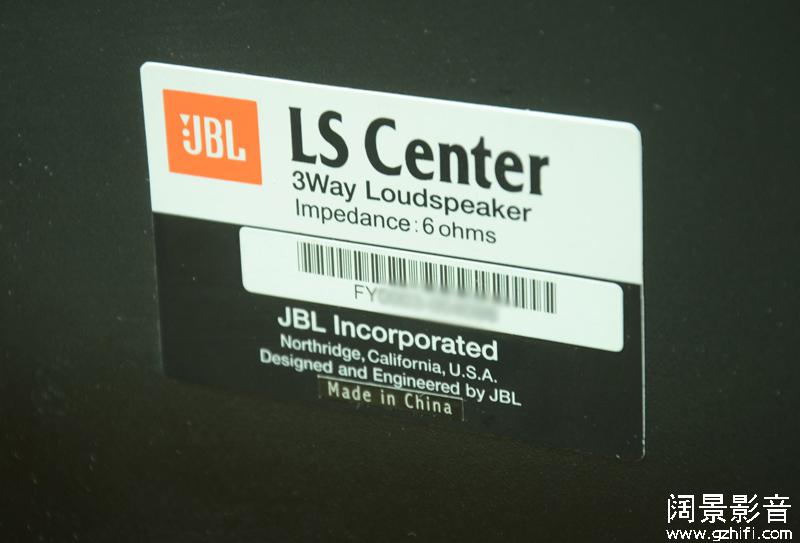 JBL
LS Center
3Way Loudspeaker
Impedance: 6 ohms
FY
JBL Incorporated
Northridge, California, U.S.A.
Designed and Engineered by JBL
Made in China
阔景影音
www.gzhifi.com